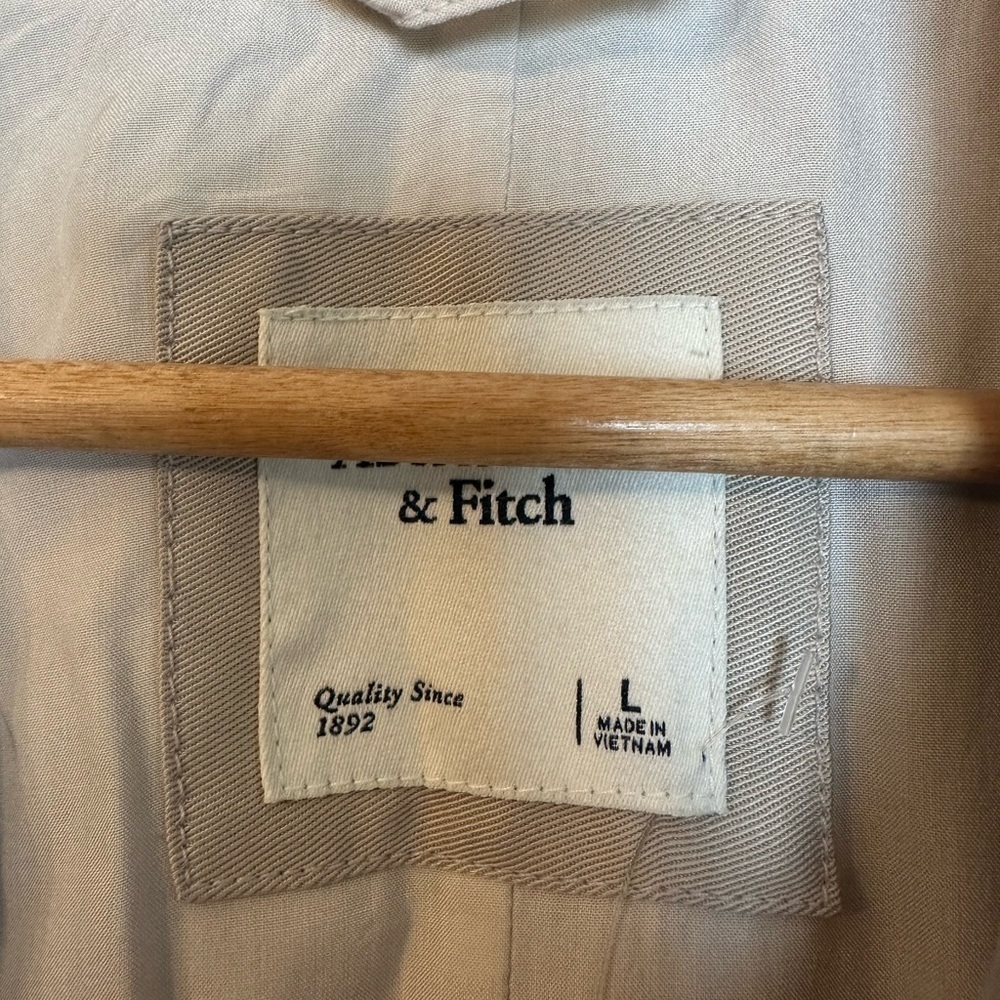 & Fitch
Quality Since
1892
L
MADE IN
VIETNAM